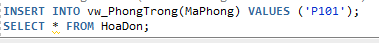 INSERT INTO vw_PhongTrong(MaPhong) VALUES ('P101');
SELECT * FROM HoaDon;